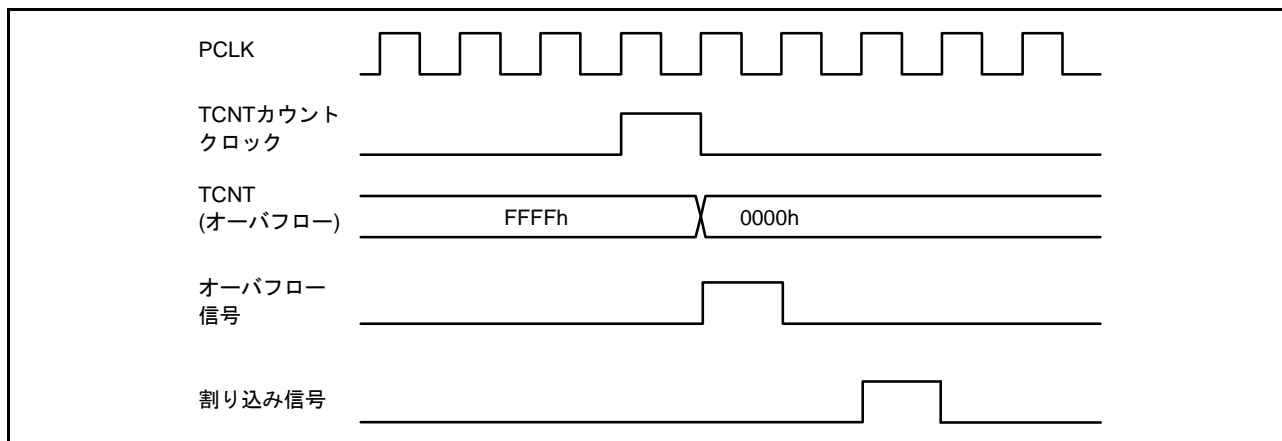 PCLK
TCNTカウント
クロック
TCNT
(オーバフロー)
FFFFh
0000h
オーバフロー
信号
割り込み信号